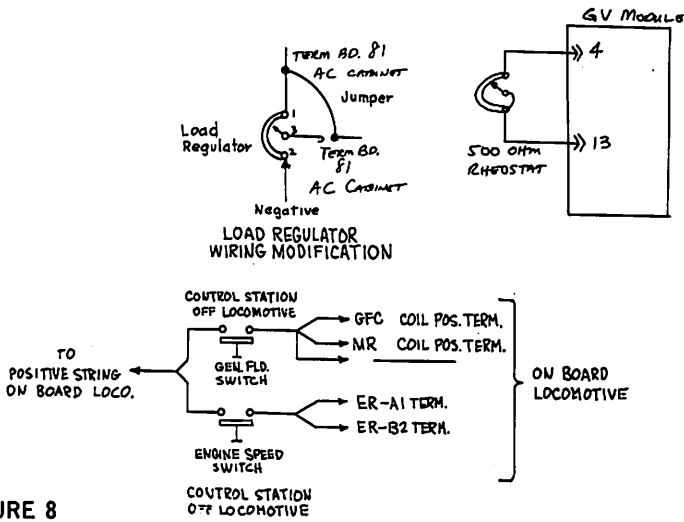 GV MODULE
TERM BD. 81
AC CABINET
Jumper
4
1
3
2
Load
Regulator
TERM BD.
81
AC CABINET
Negative
13
500 OHM
RHEOSTAT
LOAD REGULATOR
WIRING MODIFICATION
CONTROL STATION
OFF LOCOMOTIVE
GFC COIL POS. TERM.
MR COIL POS. TERM.
TO
POSITIVE STRING
ON BOARD LOCO.
GEN. FLD.
SWITCH
ON BOARD
LOCOMOTIVE
ER-A1 TERM.
ER-B2 TERM.
ENGINE SPEED
SWITCH
CONTROL STATION
OFF LOCOMOTIVE
URE 8